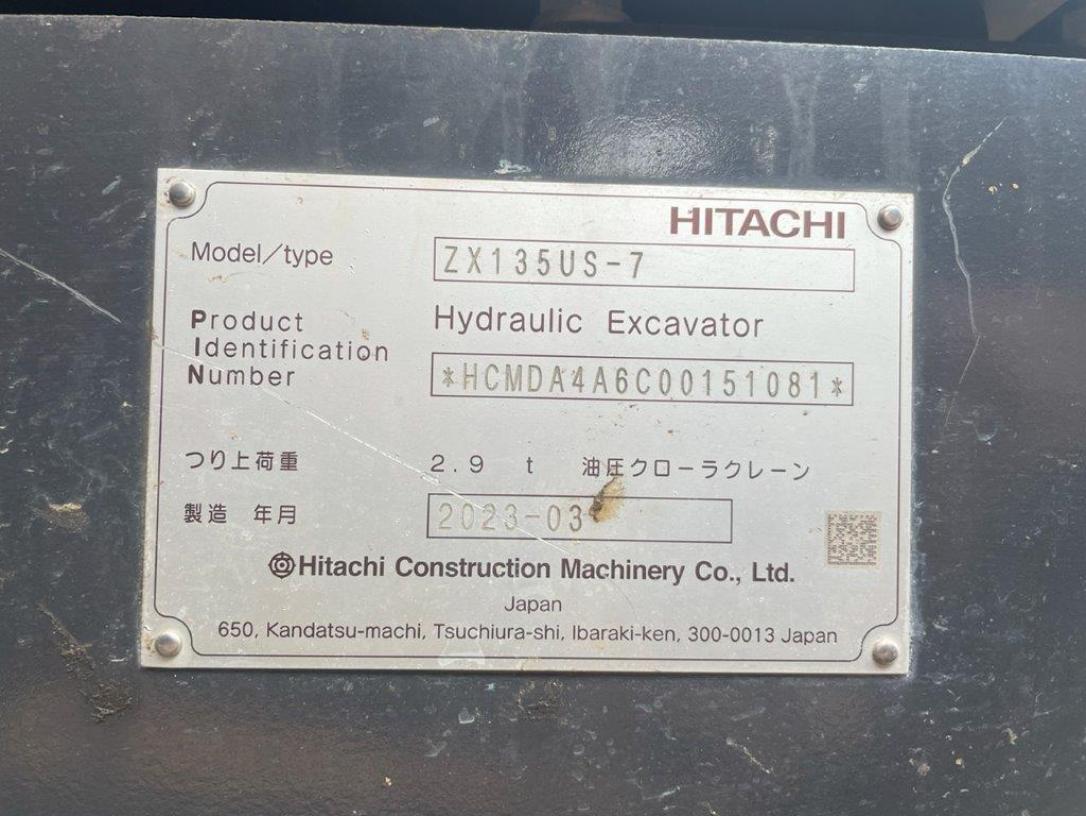 HITACHI
Model/type ZX135US-7
Product Identification Number
Hydraulic Excavator
*HCMDA4A6C00151081*
つり上荷重 2.9 t 油圧クローラクレーン
製造 年月 2023-03
Hitachi Construction Machinery Co., Ltd.
Japan
650, Kandatsu-machi, Tsuchiura-shi, Ibaraki-ken, 300-0013 Japan